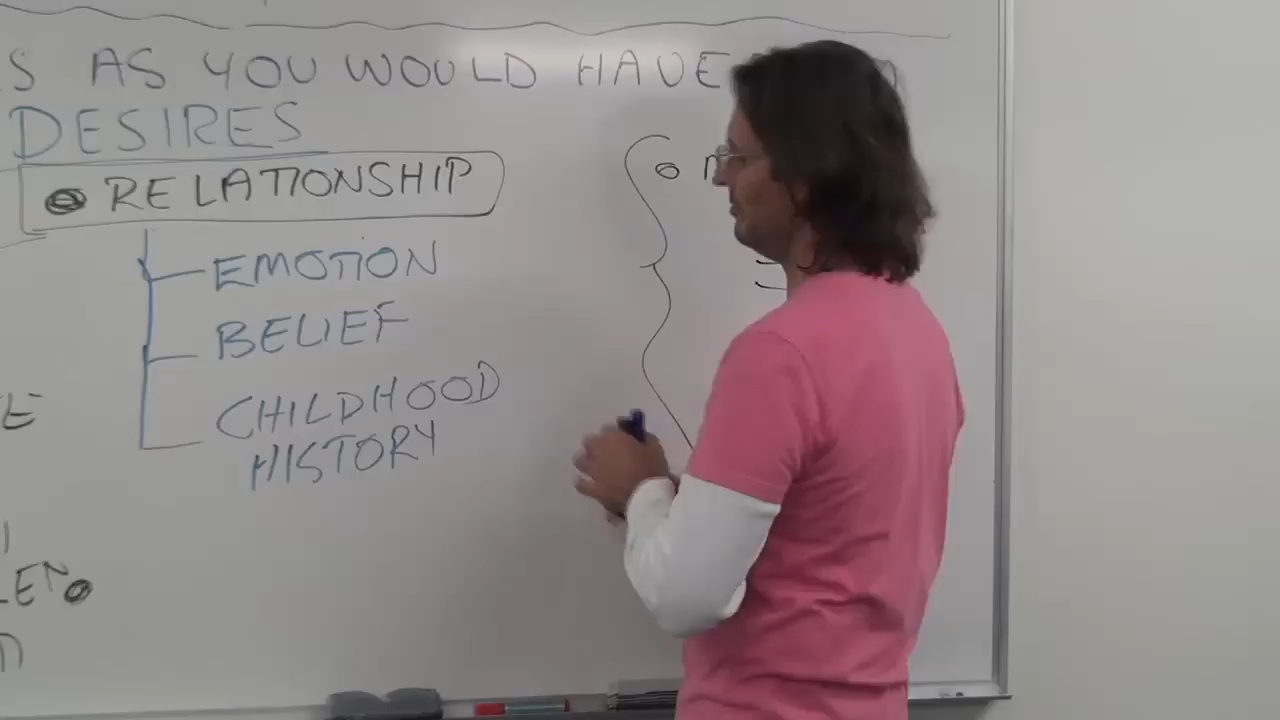 S AS YOU WOULD HAVE
DESIRES
RELATIONSHIP
EMOTION
BELIEF
CHILDHOOD
HISTORY